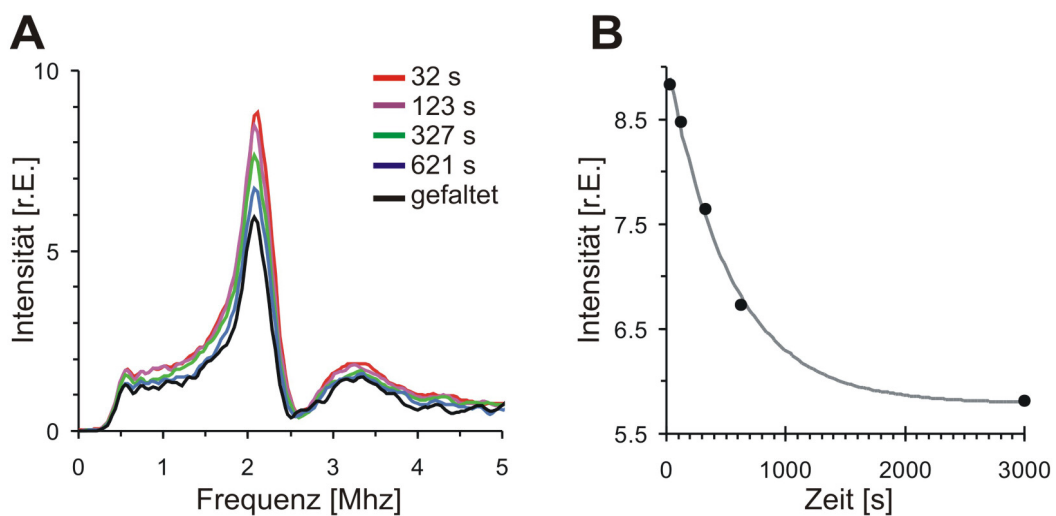 A
Intensität [r.E.]
10
5
0
32 s
123 s
327 s
621 s
gefaltet
0 1 2 3 4 5
Frequenz [Mhz]
B
Intensität [r.E.]
8.5
7.5
6.5
5.5
0 1000 2000 3000
Zeit [s]